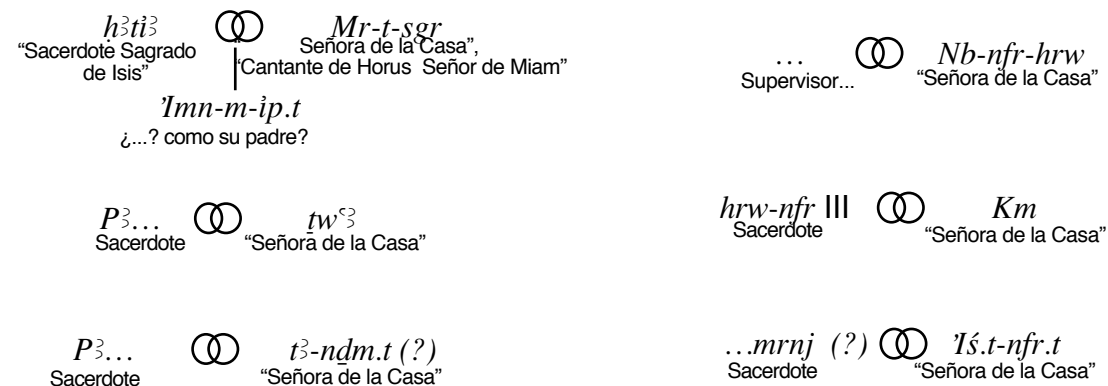 ḥꜣtỉꜣ
“Sacerdote Sagrado
de Isis”
Mr-t-sgr
Señora de la Casa”,
“Cantante de Horus Señor de Miam”
ʾImn-m-ỉp.t
¿...? como su padre?
…
Supervisor...
Nb-nfr-hrw
“Señora de la Casa”
Pꜣ…
Sacerdote
ṯwꜥꜣ
“Señora de la Casa”
hrw-nfr III
Sacerdote
Km
“Señora de la Casa”
Pꜣ…
Sacerdote
tꜣ-nḏm.t (?)
“Señora de la Casa”
…mrnj (?)
Sacerdote
ʾIś.t-nfr.t
“Señora de la Casa”